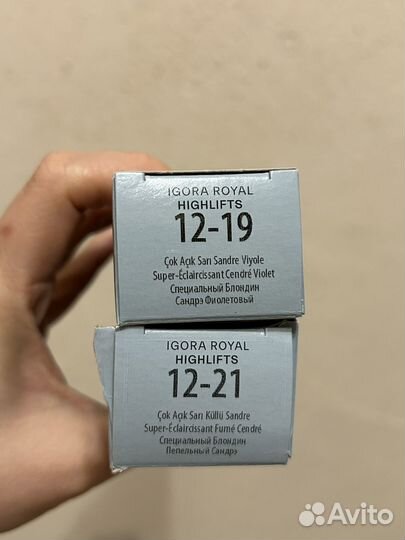 IGORA ROYAL
HIGHLIFTS
12-19
Çok Açık Sarı Sandre Viyole
Super-Éclaircissant Cendré Violet
Специальный Блондин
Сандрэ Фиолетовый
IGORA ROYAL
HIGHLIFTS
12-21
Çok Açık Sarı Küllü Sandre
Super-Éclaircissant Fumé Cendré
Специальный Блондин
Пепельный Сандрэ
Avito